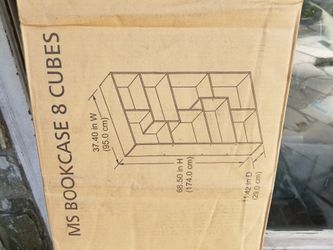 MS BOOKCASE 8 CUBES
37.40 in W
(95.0 cm)
68.50 in H
(174.0 cm)
11.42 in D
(29.0 cm)